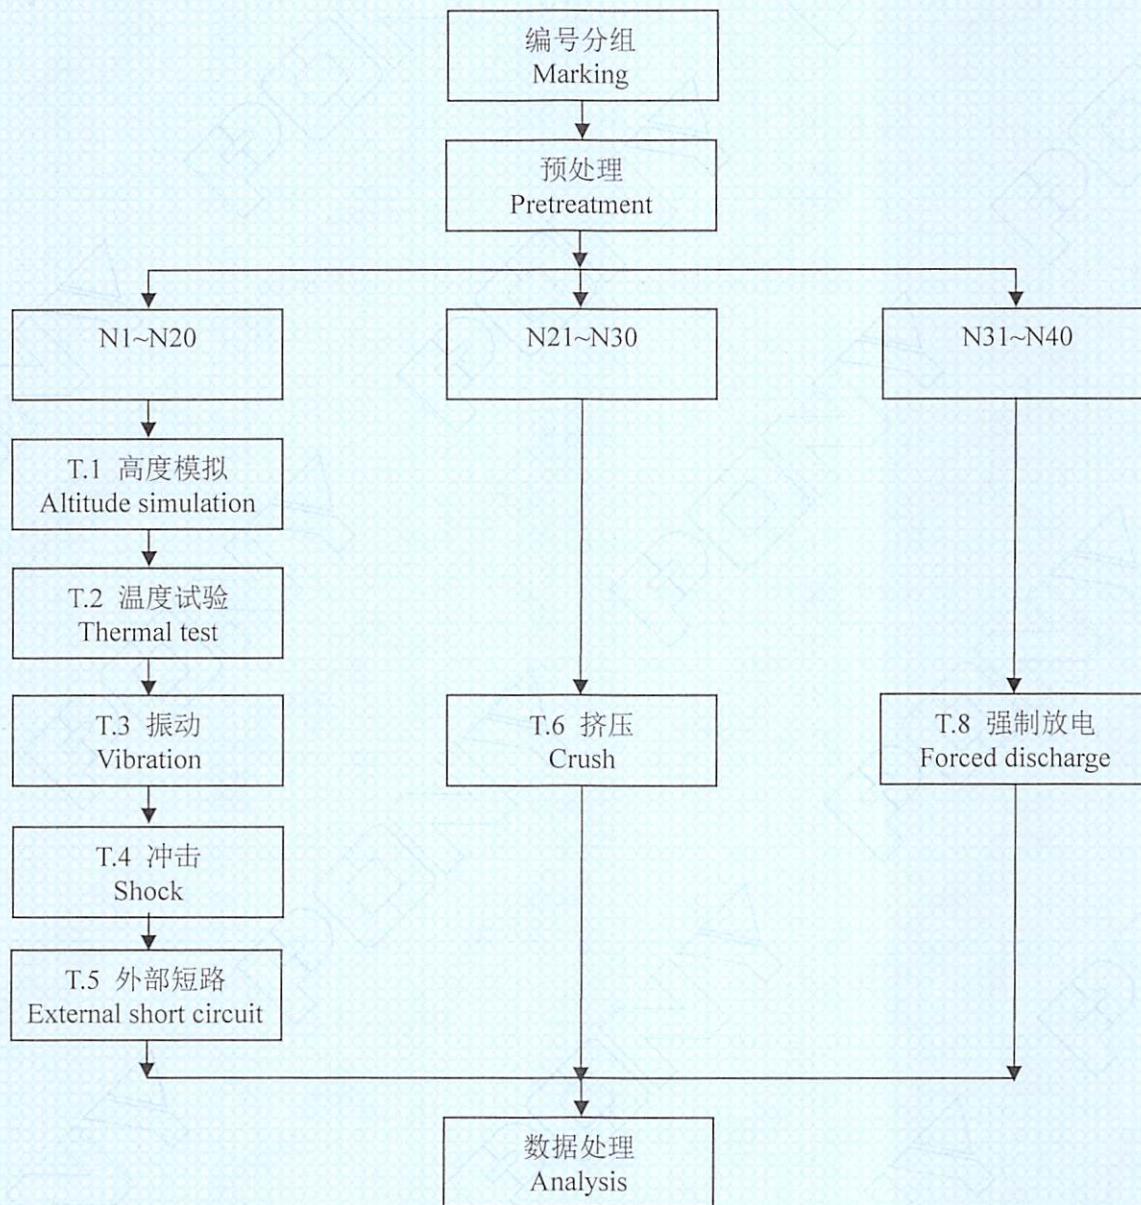 编号分组
Marking
预处理
Pretreatment
N1~N20
N21~N30
N31~N40
T.1 高度模拟
Altitude simulation
T.2 温度试验
Thermal test
T.3 振动
Vibration
T.6 挤压
Crush
T.8 强制放电
Forced discharge
T.4 冲击
Shock
T.5 外部短路
External short circuit
数据处理
Analysis